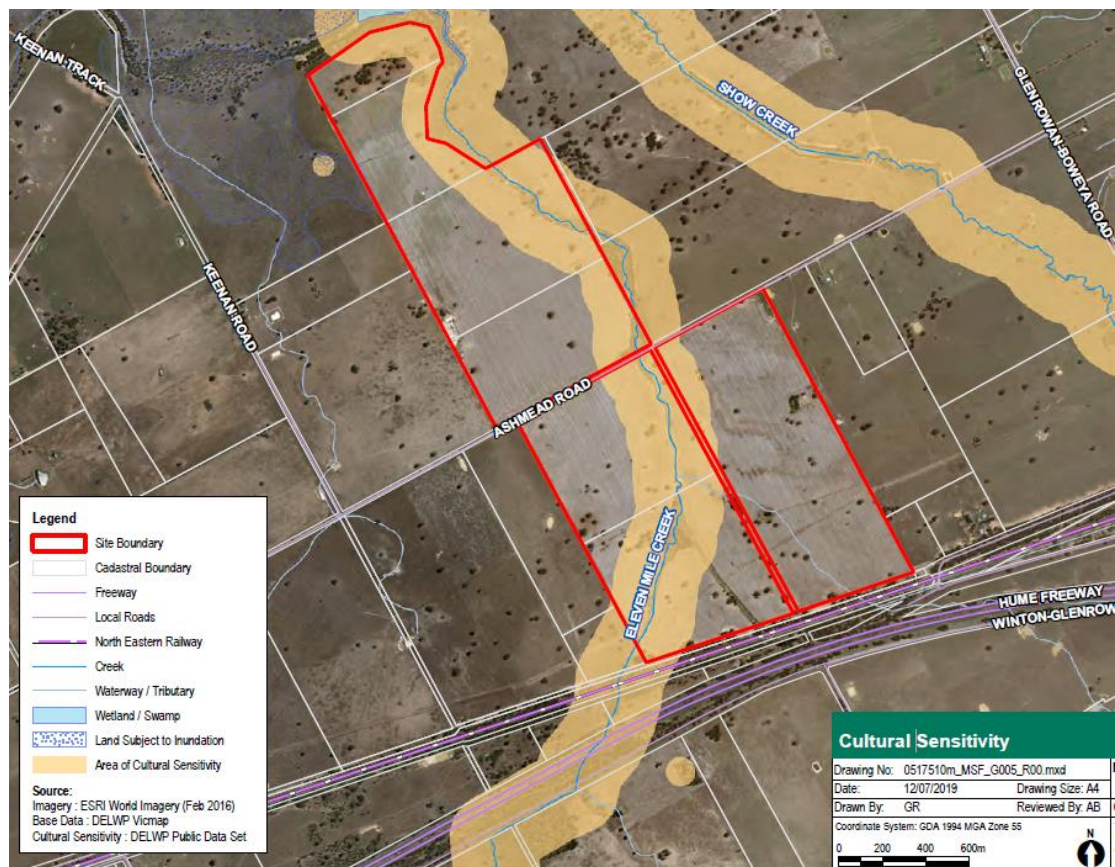 KEENAN TRACK
SHOW CREEK
GLENROWAN-BOWEYA ROAD
KEENAN ROAD
ASHMEAD ROAD
ELEVEN MILE CREEK
HUME FREEWAY
WINTON-GLENROW
Legend
Site Boundary
Cadastral Boundary
Freeway
Local Roads
North Eastern Railway
Creek
Waterway / Tributary
Wetland / Swamp
Land Subject to Inundation
Area of Cultural Sensitivity
Source:
Imagery : ESRI World Imagery (Feb 2016)
Base Data : DELWP Vicmap
Cultural Sensitivity : DELWP Public Data Set
Cultural Sensitivity
Drawing No: 0517510m_MSF_G005_R00.mxd
Date: 12/07/2019 Drawing Size: A4
Drawn By: GR Reviewed By: AB
Coordinate System: GDA 1994 MGA Zone 55
N
0 200 400 600m